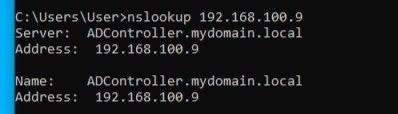 C:\Users\User>nslookup 192.168.100.9
Server:  ADController.mydomain.local
Address:  192.168.100.9

Name:    ADController.mydomain.local
Address:  192.168.100.9